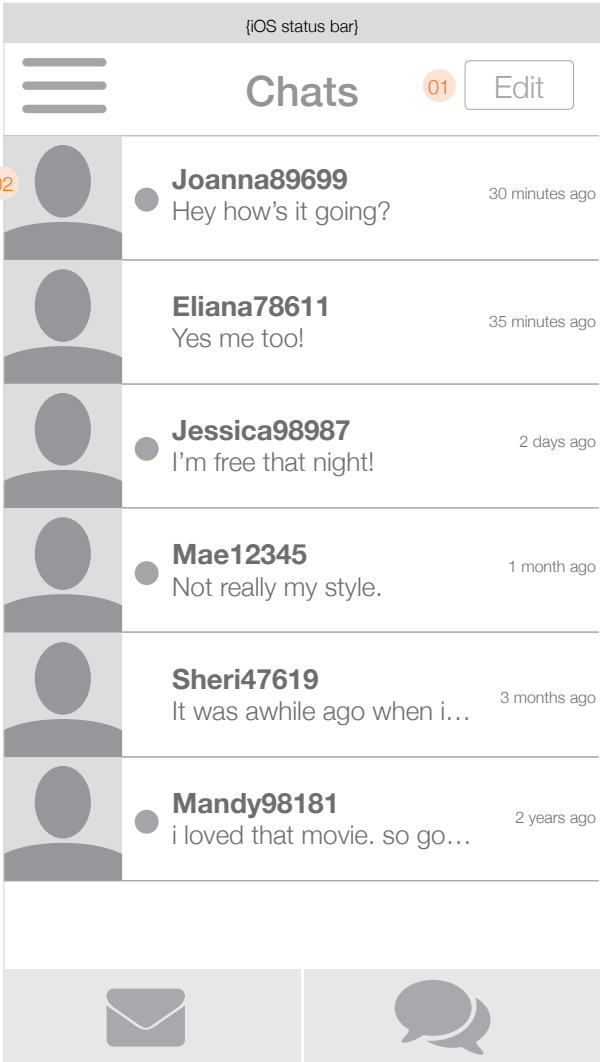 {iOS status bar}
Chats
01
Edit
02
Joanna89699
Hey how’s it going?
30 minutes ago
Eliana78611
Yes me too!
35 minutes ago
Jessica98987
I’m free that night!
2 days ago
Mae12345
Not really my style.
1 month ago
Sheri47619
It was awhile ago when i…
3 months ago
Mandy98181
i loved that movie. so go…
2 years ago